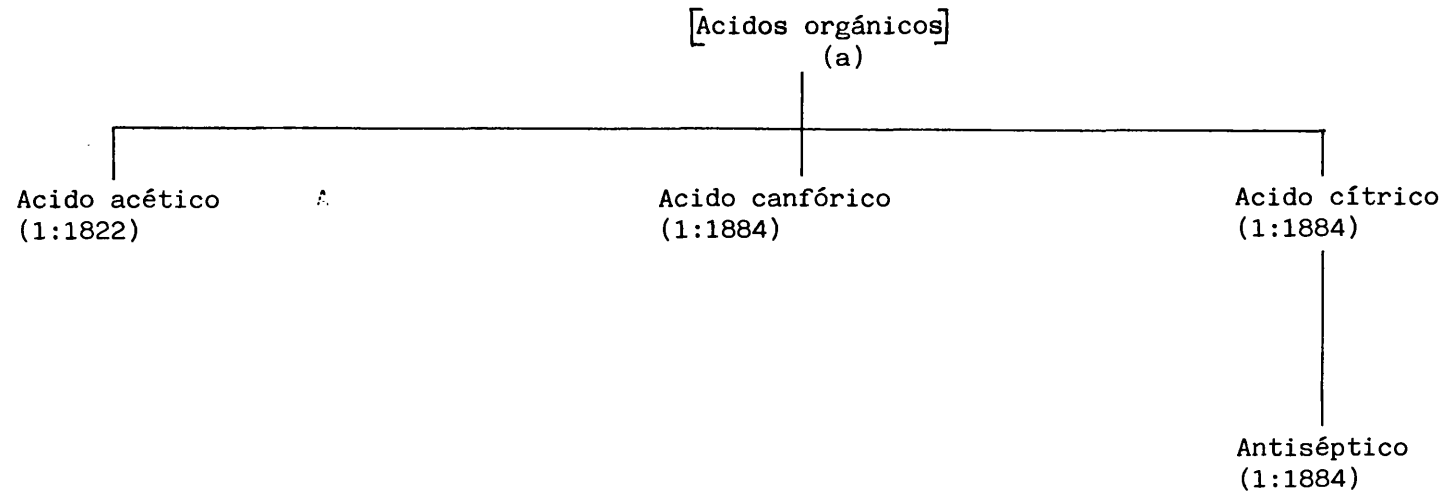 [Acidos orgánicos]
(a)
Acido acético
(1:1822)
Acido canfórico
(1:1884)
Acido cítrico
(1:1884)
Antiséptico
(1:1884)